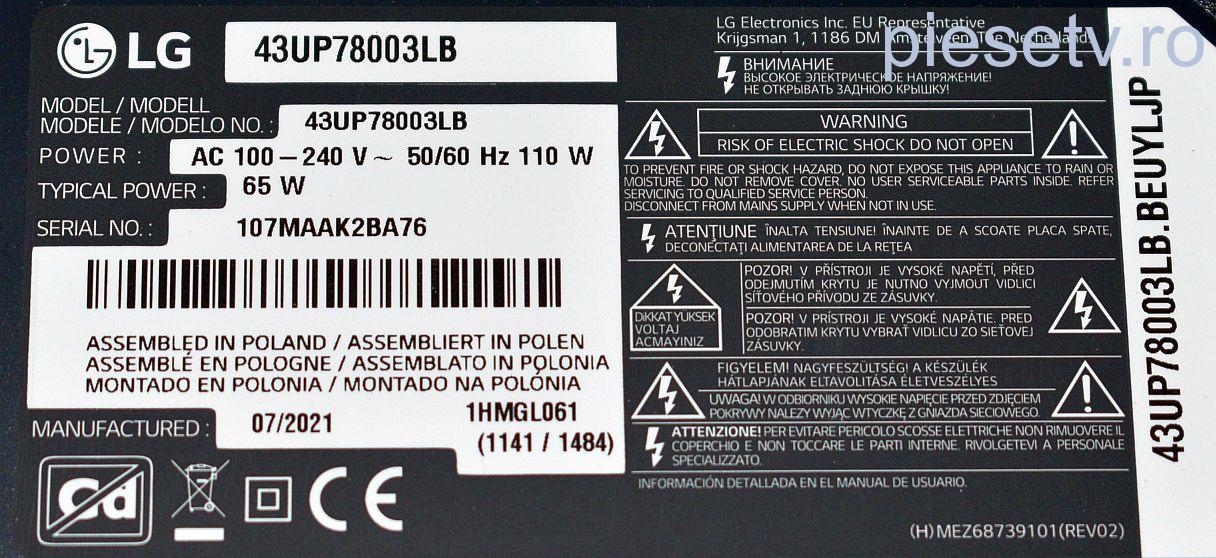 LG
43UP78003LB
MODEL / MODELL
MODELE / MODELO NO. : 43UP78003LB
POWER : AC 100 – 240 V ~ 50/60 Hz 110 W
TYPICAL POWER : 65 W
SERIAL NO. : 107MAAK2BA76
ASSEMBLED IN POLAND / ASSEMBLIERT IN POLEN
ASSEMBLÉ EN POLOGNE / ASSEMBLATO IN POLONIA
MONTADO EN POLONIA / MONTADO NA POLÓNIA
MANUFACTURED : 07/2021
1HMGL061
(1141 / 1484)
Cd
CE
LG Electronics Inc. EU Representative
Krijgsman 1, 1186 DM Amstelveen, The Netherlands
piesetv.ro
ВНИМАНИЕ
ВЫСОКОЕ ЭЛЕКТРИЧЕСКОЕ НАПРЯЖЕНИЕ!
НЕ ОТКРЫВАТЬ ЗАДНЮЮ КРЫШКУ!
WARNING
RISK OF ELECTRIC SHOCK DO NOT OPEN
TO PREVENT FIRE OR SHOCK HAZARD, DO NOT EXPOSE THIS APPLIANCE TO RAIN OR
MOISTURE. DO NOT REMOVE COVER. NO USER SERVICEABLE PARTS INSIDE. REFER
SERVICING TO QUALIFIED SERVICE PERSON.
DISCONNECT FROM MAINS SUPPLY WHEN NOT IN USE.
ATENȚIUNE ÎNALTA TENSIUNE! ÎNAINTE DE A SCOATE PLACA SPATE,
DECONECTAȚI ALIMENTAREA DE LA REȚEA
DIKKAT YUKSEK
VOLTAJ
ACMAYINIZ
POZOR! V PŘÍSTROJI JE VYSOKÉ NAPĚTÍ, PŘED
ODEJMUTÍM KRYTU JE NUTNO VYJMOUT VIDLICI
SÍŤOVÉHO PŘÍVODU ZE ZÁSUVKY.
POZOR! V PRÍSTROJI JE VYSOKÉ NAPÄTIE. PRED
ODOBRATIM KRYTU VYBRAŤ VIDLICU ZO SIEŤOVEJ
ZÁSUVKY.
FIGYELEM! NAGYFESZÜLTSÉG! A KÉSZÜLÉK
HÁTLAPJÁNAK ELTAVOLÍTÁSA ÉLETVESZÉLYES
UWAGA! W ODBIORNIKU WYSOKIE NAPIĘCIE PRZED ZDJĘCIEM
POKRYWY NALEŻY WYJĄĆ WTYCZKĘ Z GNIAZDA SIECIOWEGO.
ATTENZIONE! PER EVITARE PERICOLO SCOSSE ELETTRICHE NON RIMUOVERE IL
COPERCHIO E NON TOCCARE LE PARTI INTERNE. RIVOLGETEVI A PERSONALE
SPECIALIZZATO.
INFORMACIÓN DETALLADA EN EL MANUAL DE USUARIO.
(H) MEZ68739101(REV02)
43UP78003LB.BEUYLJP